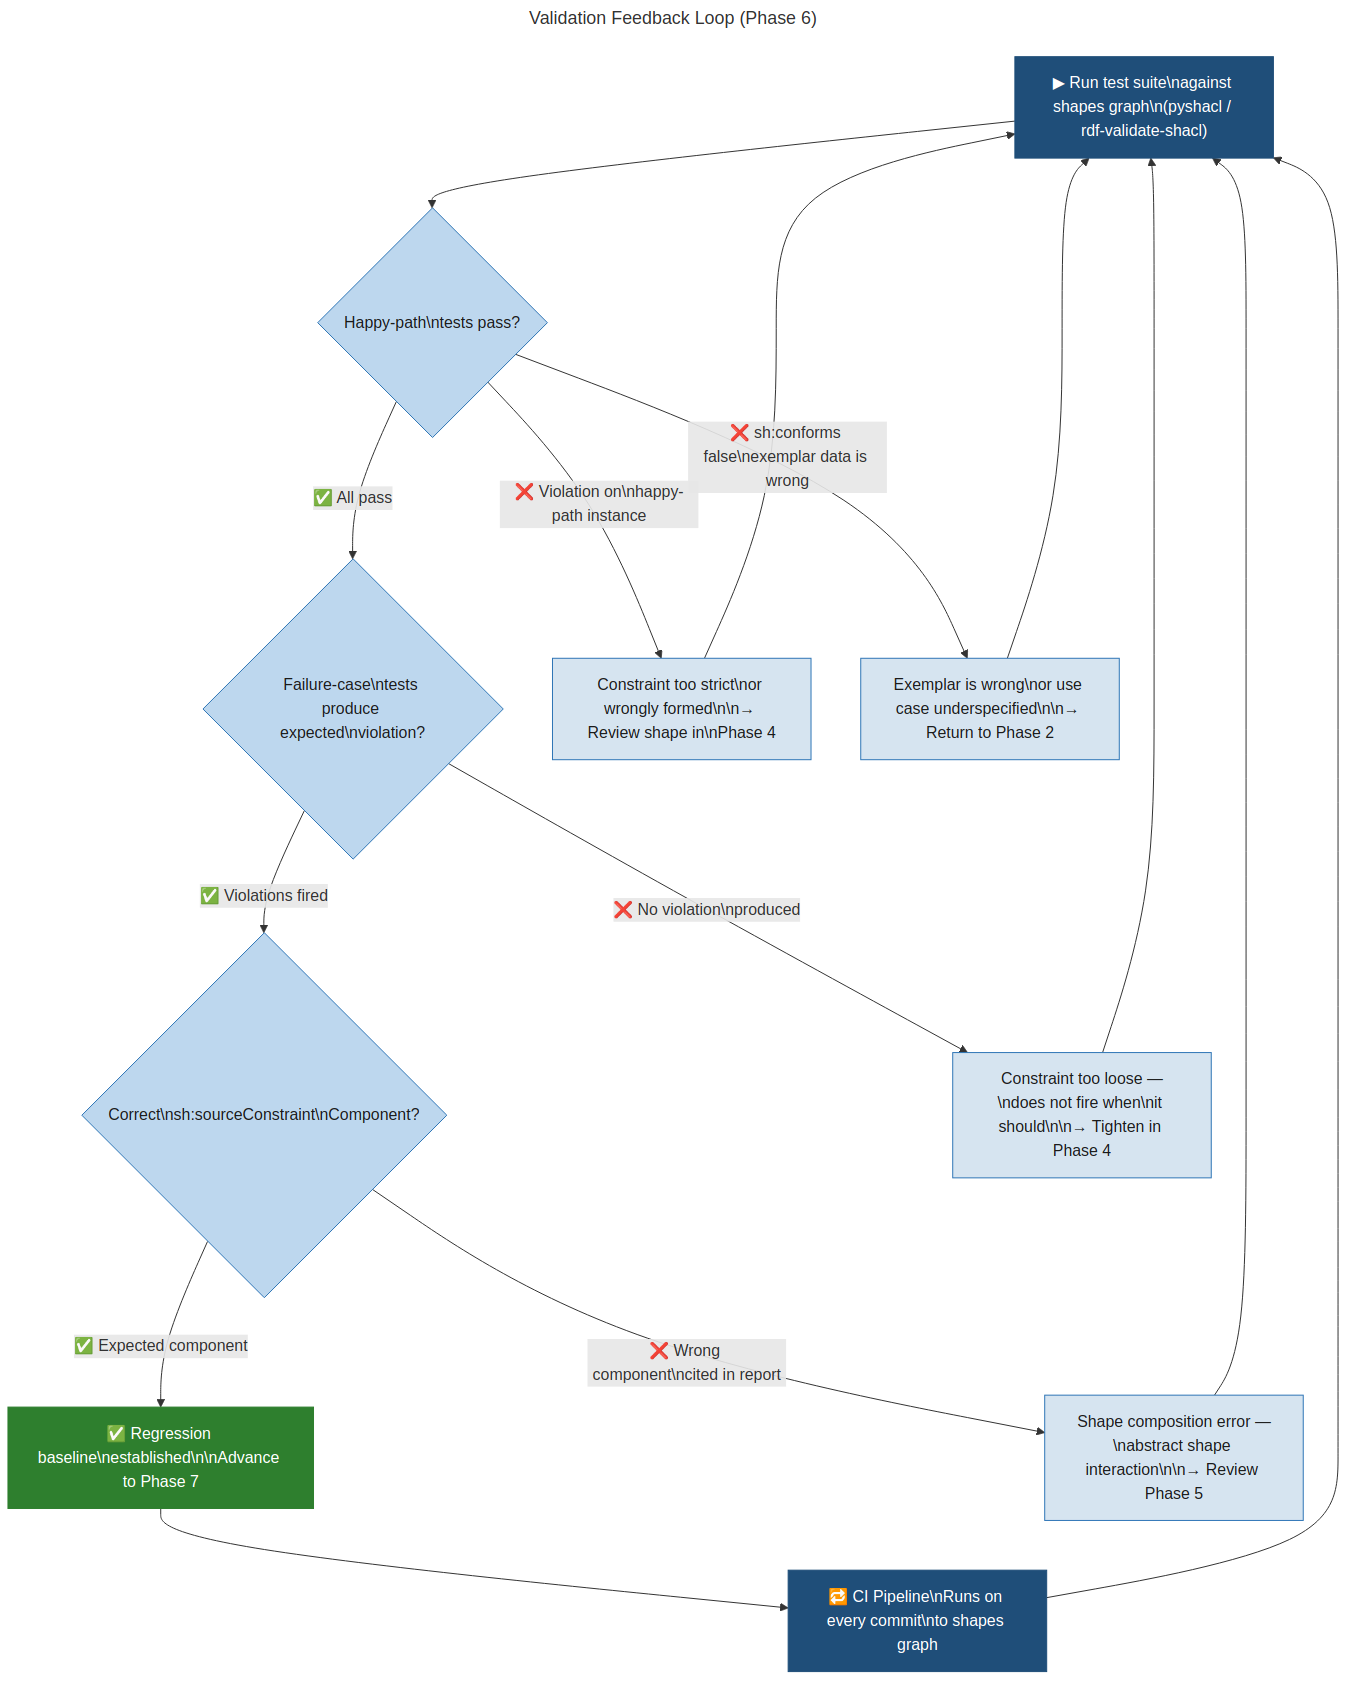 Validation Feedback Loop (Phase 6)
▶ Run test suite\nagainst
shapes graph\n(pyshacl /
rdf-validate-shacl)
Happy-path\ntests pass?
❌ sh:conforms
false\nexemplar data is
wrong
❌ Violation on\nhappy-
path instance
✅ All pass
Failure-case\ntests
produce
expected\nviolation?
Constraint too strict\nor
wrongly formed\n\n→
Review shape in\nPhase 4
Exemplar is wrong\nor use
case underspecified\n\n→
Return to Phase 2
✅ Violations fired
❌ No violation\nproduced
Correct\nsh:sourceConstraint\nComponent?
Constraint too loose —
\ndoes not fire when\nit
should\n\n→ Tighten in
Phase 4
✅ Expected component
❌ Wrong
component\ncited in report
✅ Regression
baseline\nestablished\n\nAdvance
to Phase 7
Shape composition error —
\nabstract shape
interaction\n\n→ Review
Phase 5
🔁 CI Pipeline\nRuns on
every commit\nto shapes
graph